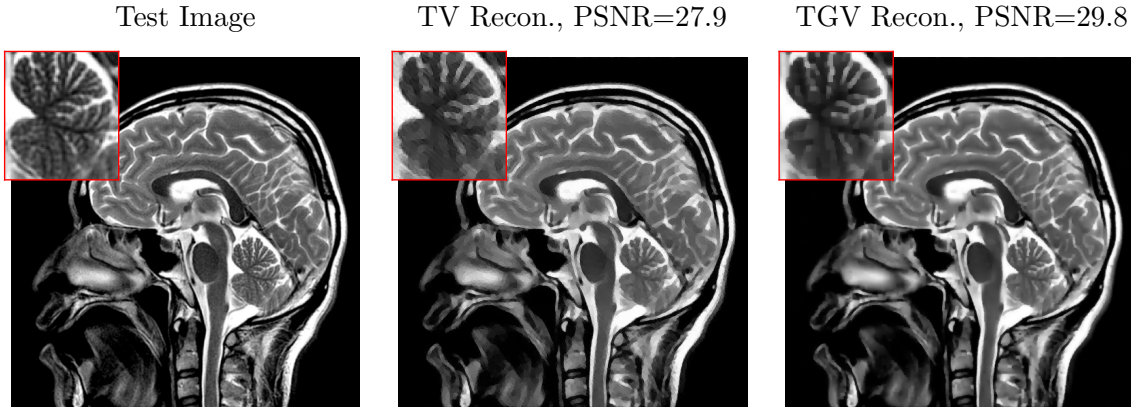 Test Image
TV Recon., PSNR=27.9
TGV Recon., PSNR=29.8